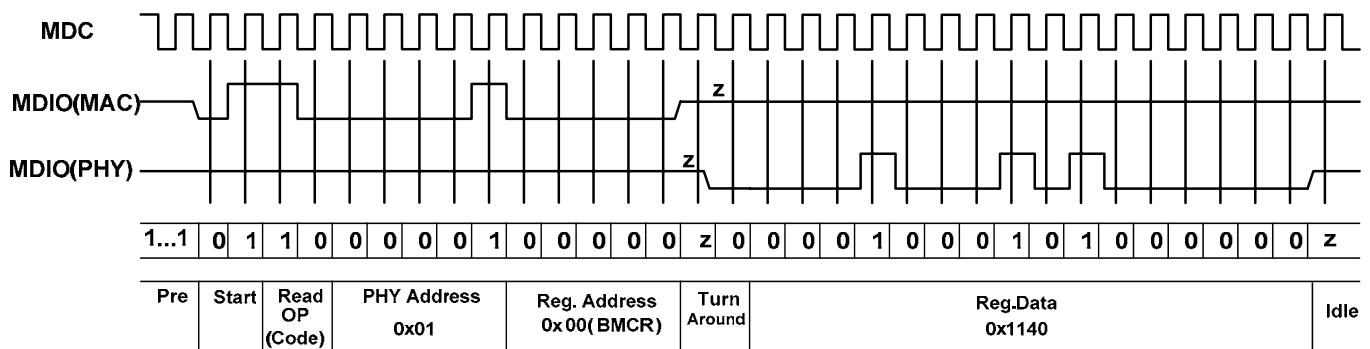 MDC
MDIO(MAC) z
MDIO(PHY) z
1...1 0 1 1 0 0 0 0 0 1 0 0 0 0 0 z 0 0 0 0 1 0 0 0 1 0 1 0 0 0 0 0 0 z
Pre Start Read OP (Code) PHY Address 0x01 Reg. Address 0x00(BMCR) Turn Around Reg.Data 0x1140 Idle